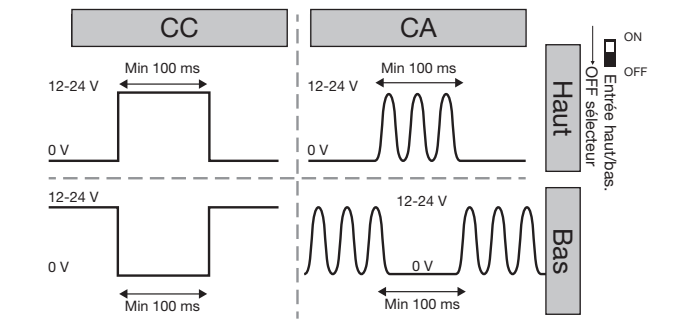 CC
CA
Min 100 ms
12-24 V
0 V
Min 100 ms
12-24 V
0 V
Haut
ON
OFF
Entrée haut/bas.
OFF sélecteur
12-24 V
0 V
Min 100 ms
12-24 V
0 V
Min 100 ms
Bas